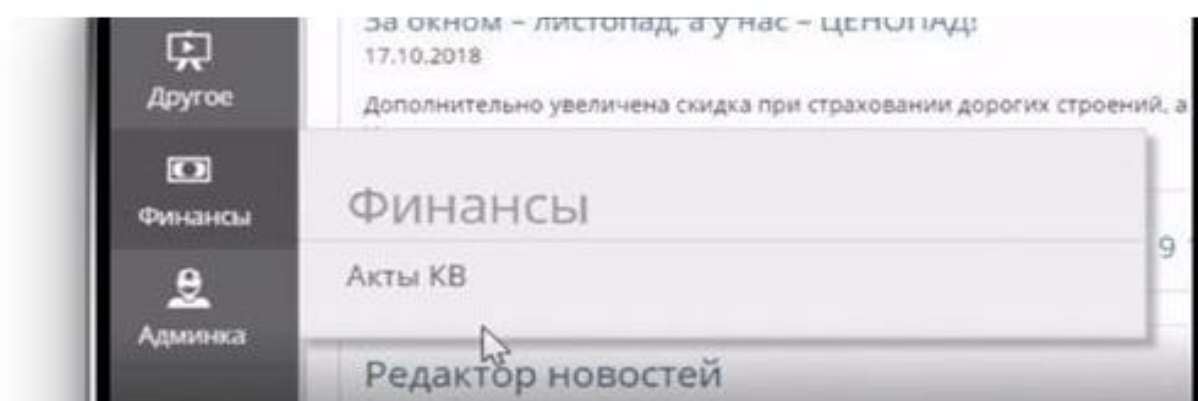 За окном – листопад, а у нас – ЦЕНОПАД!
17.10.2018
Другое
Дополнительно увеличена скидка при страховании дорогих строений, а
Финансы
Финансы
9
Акты КВ
Админка
Редактор новостей